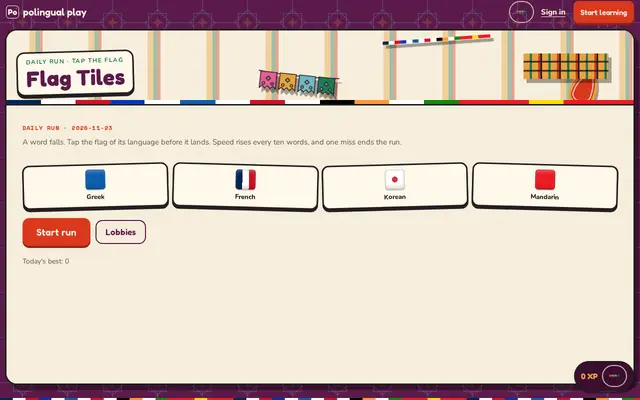 Po polingual play
Sign in
Start learning
DAILY RUN · TAP THE FLAG
Flag Tiles
DAILY RUN · 2026-11-23
A word falls. Tap the flag of its language before it lands. Speed rises every ten words, and one miss ends the run.
Greek
French
Korean
Mandarin
Start run
Lobbies
Today's best: 0
0 XP